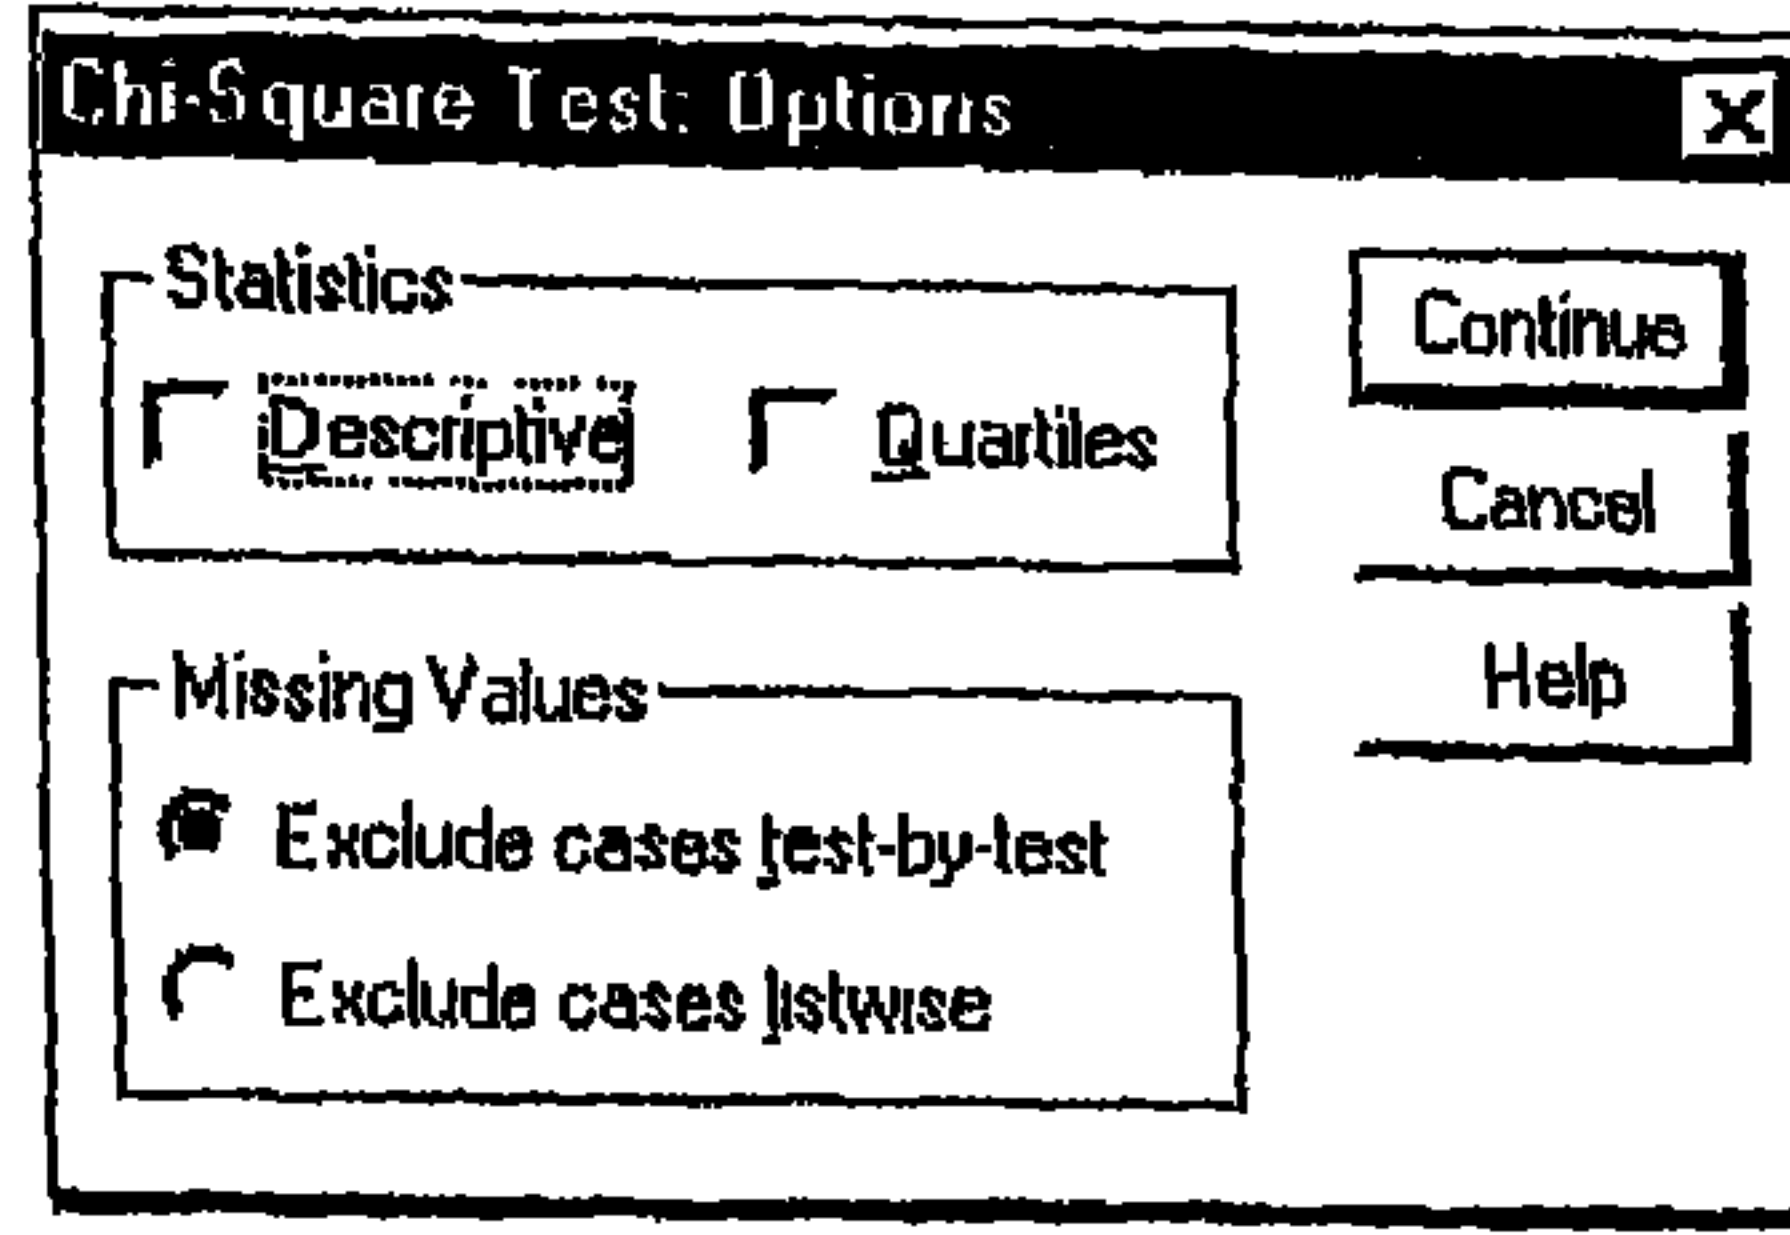 Chi-Square Test: Options
Statistics
Descriptive Quartiles
Continue
Cancel
Help
Missing Values
Exclude cases test-by-test
Exclude cases listwise